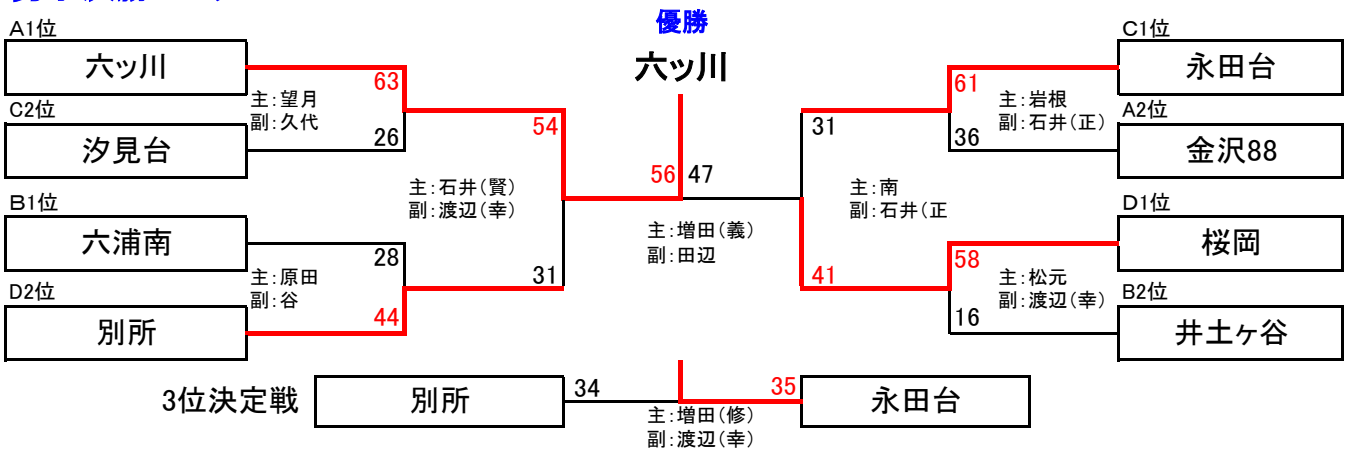 優勝
六ッ川
A1位
六ッ川
63
主:望月
副:久代
C2位
26
汐見台
54
主:石井(賢)
副:渡辺(幸)
B1位
六浦南
28
主:原田
副:谷
D2位
44
別所
31
56 47
主:増田(義)
副:田辺
C1位
永田台
61
主:岩根
副:石井(正)
A2位
36
金沢88
31
主:南
副:石井(正
41
D1位
桜岡
58
主:松元
副:渡辺(幸)
B2位
16
井土ヶ谷
3位決定戦 別所 34 35 永田台
主:増田(修)
副:渡辺(幸)